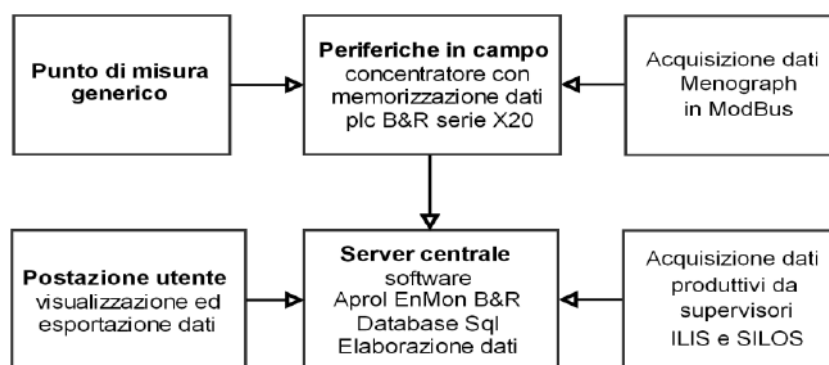 Punto di misura
generico
Periferiche in campo
concentratore con
memorizzazione dati
plc B&R serie X20
Acquisizione dati
Menograph
in ModBus
Postazione utente
visualizzazione ed
esportazione dati
Server centrale
software
Aprol EnMon B&R
Database Sql
Elaborazione dati
Acquisizione dati
produttivi da
supervisori
ILIS e SILOS